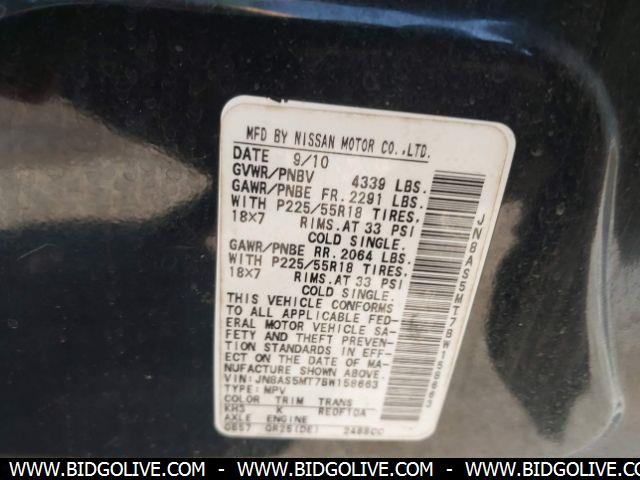 MFD BY NISSAN MOTOR CO.,LTD.
DATE 9/10
GVWR/PNBV 4339 LBS.
GAWR/PNBE FR. 2291 LBS.
WITH P225/55R18 TIRES.
18X7 RIMS.AT 33 PSI
COLD SINGLE.
GAWR/PNBE RR. 2064 LBS.
WITH P225/55R18 TIRES.
18X7 RIMS.AT 33 PSI
COLD SINGLE.
THIS VEHICLE CONFORMS
TO ALL APPLICABLE FED-
ERAL MOTOR VEHICLE SA-
FETY AND THEFT PREVEN-
TION STANDARDS IN EFF-
ECT ON THE DATE OF MA-
NUFACTURE SHOWN ABOVE.
VIN:JN8AS5MT7BW158663
TYPE:MPV
COLOR TRIM TRANS
KH3 K RE0F10A
AXLE ENGINE
GB57 QR25(DE) 2488CC
JN8AS5MT7BW158663
WWW.BIDGOLIVE.COM - WWW.BIDGOLIVE.COM - WWW.BIDGOLIVE.COM